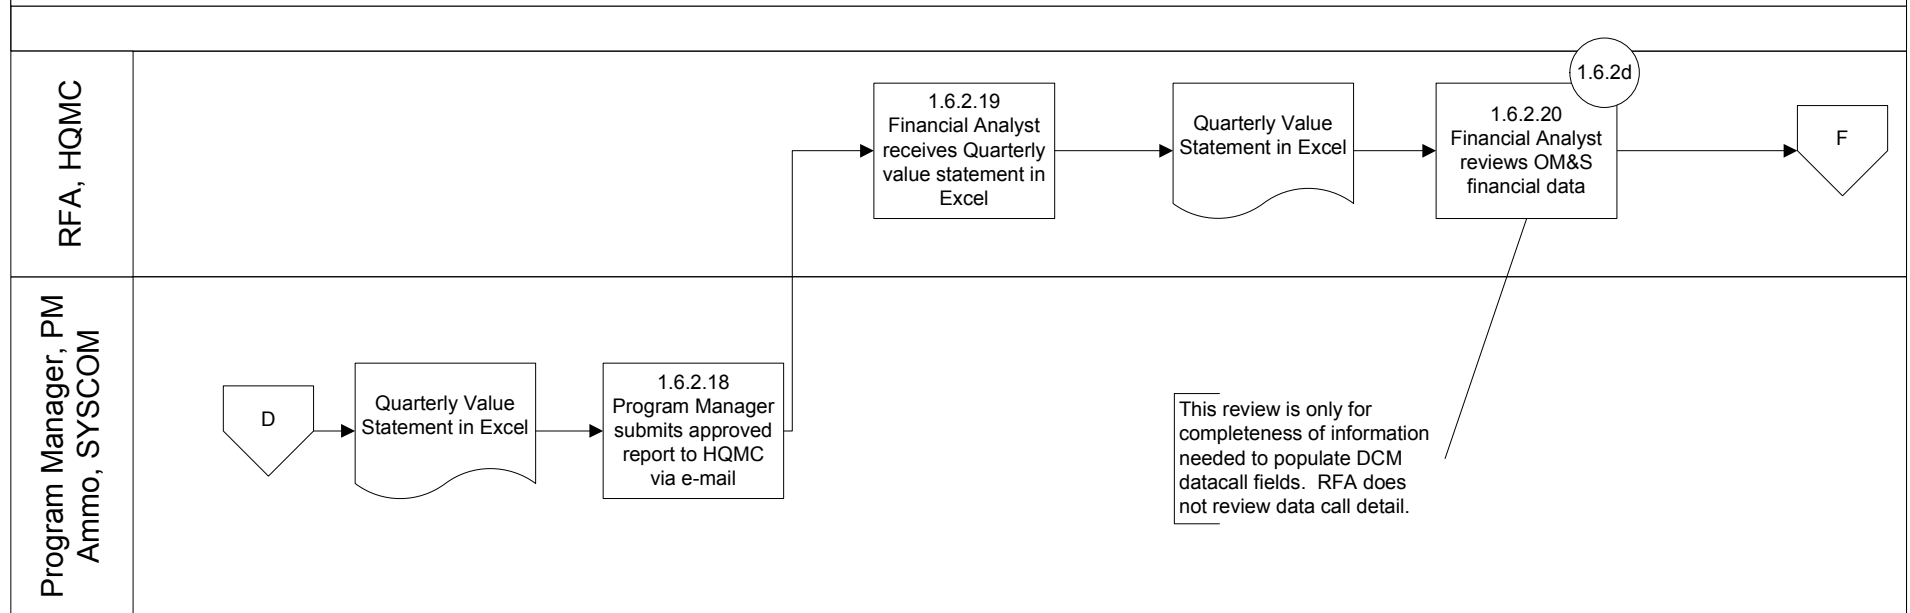 RFA, HQMC
1.6.2.19
Financial Analyst
receives Quarterly
value statement in
Excel
Quarterly Value
Statement in Excel
1.6.2d
1.6.2.20
Financial Analyst
reviews OM&S
financial data
F
Program Manager, PM
Ammo, SYSCOM
D
Quarterly Value
Statement in Excel
1.6.2.18
Program Manager
submits approved
report to HQMC
via e-mail
This review is only for
completeness of information
needed to populate DCM
datacall fields.  RFA does
not review data call detail.